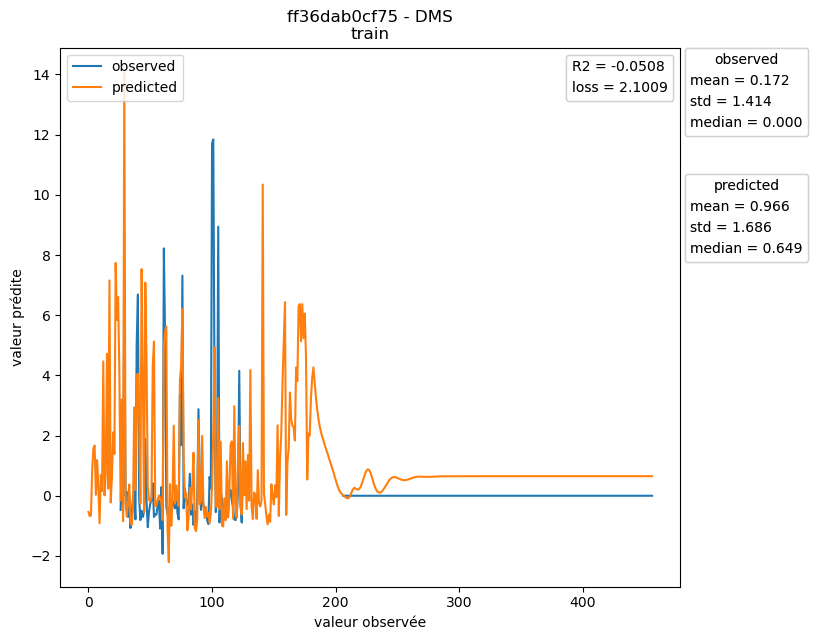 ff36dab0cf75 - DMS
train
observed
predicted
R2 = -0.0508
loss = 2.1009
observed
mean = 0.172
std = 1.414
median = 0.000
predicted
mean = 0.966
std = 1.686
median = 0.649
14
12
10
8
6
4
2
0
−2
valeur prédite
0
100
200
300
400
valeur observée